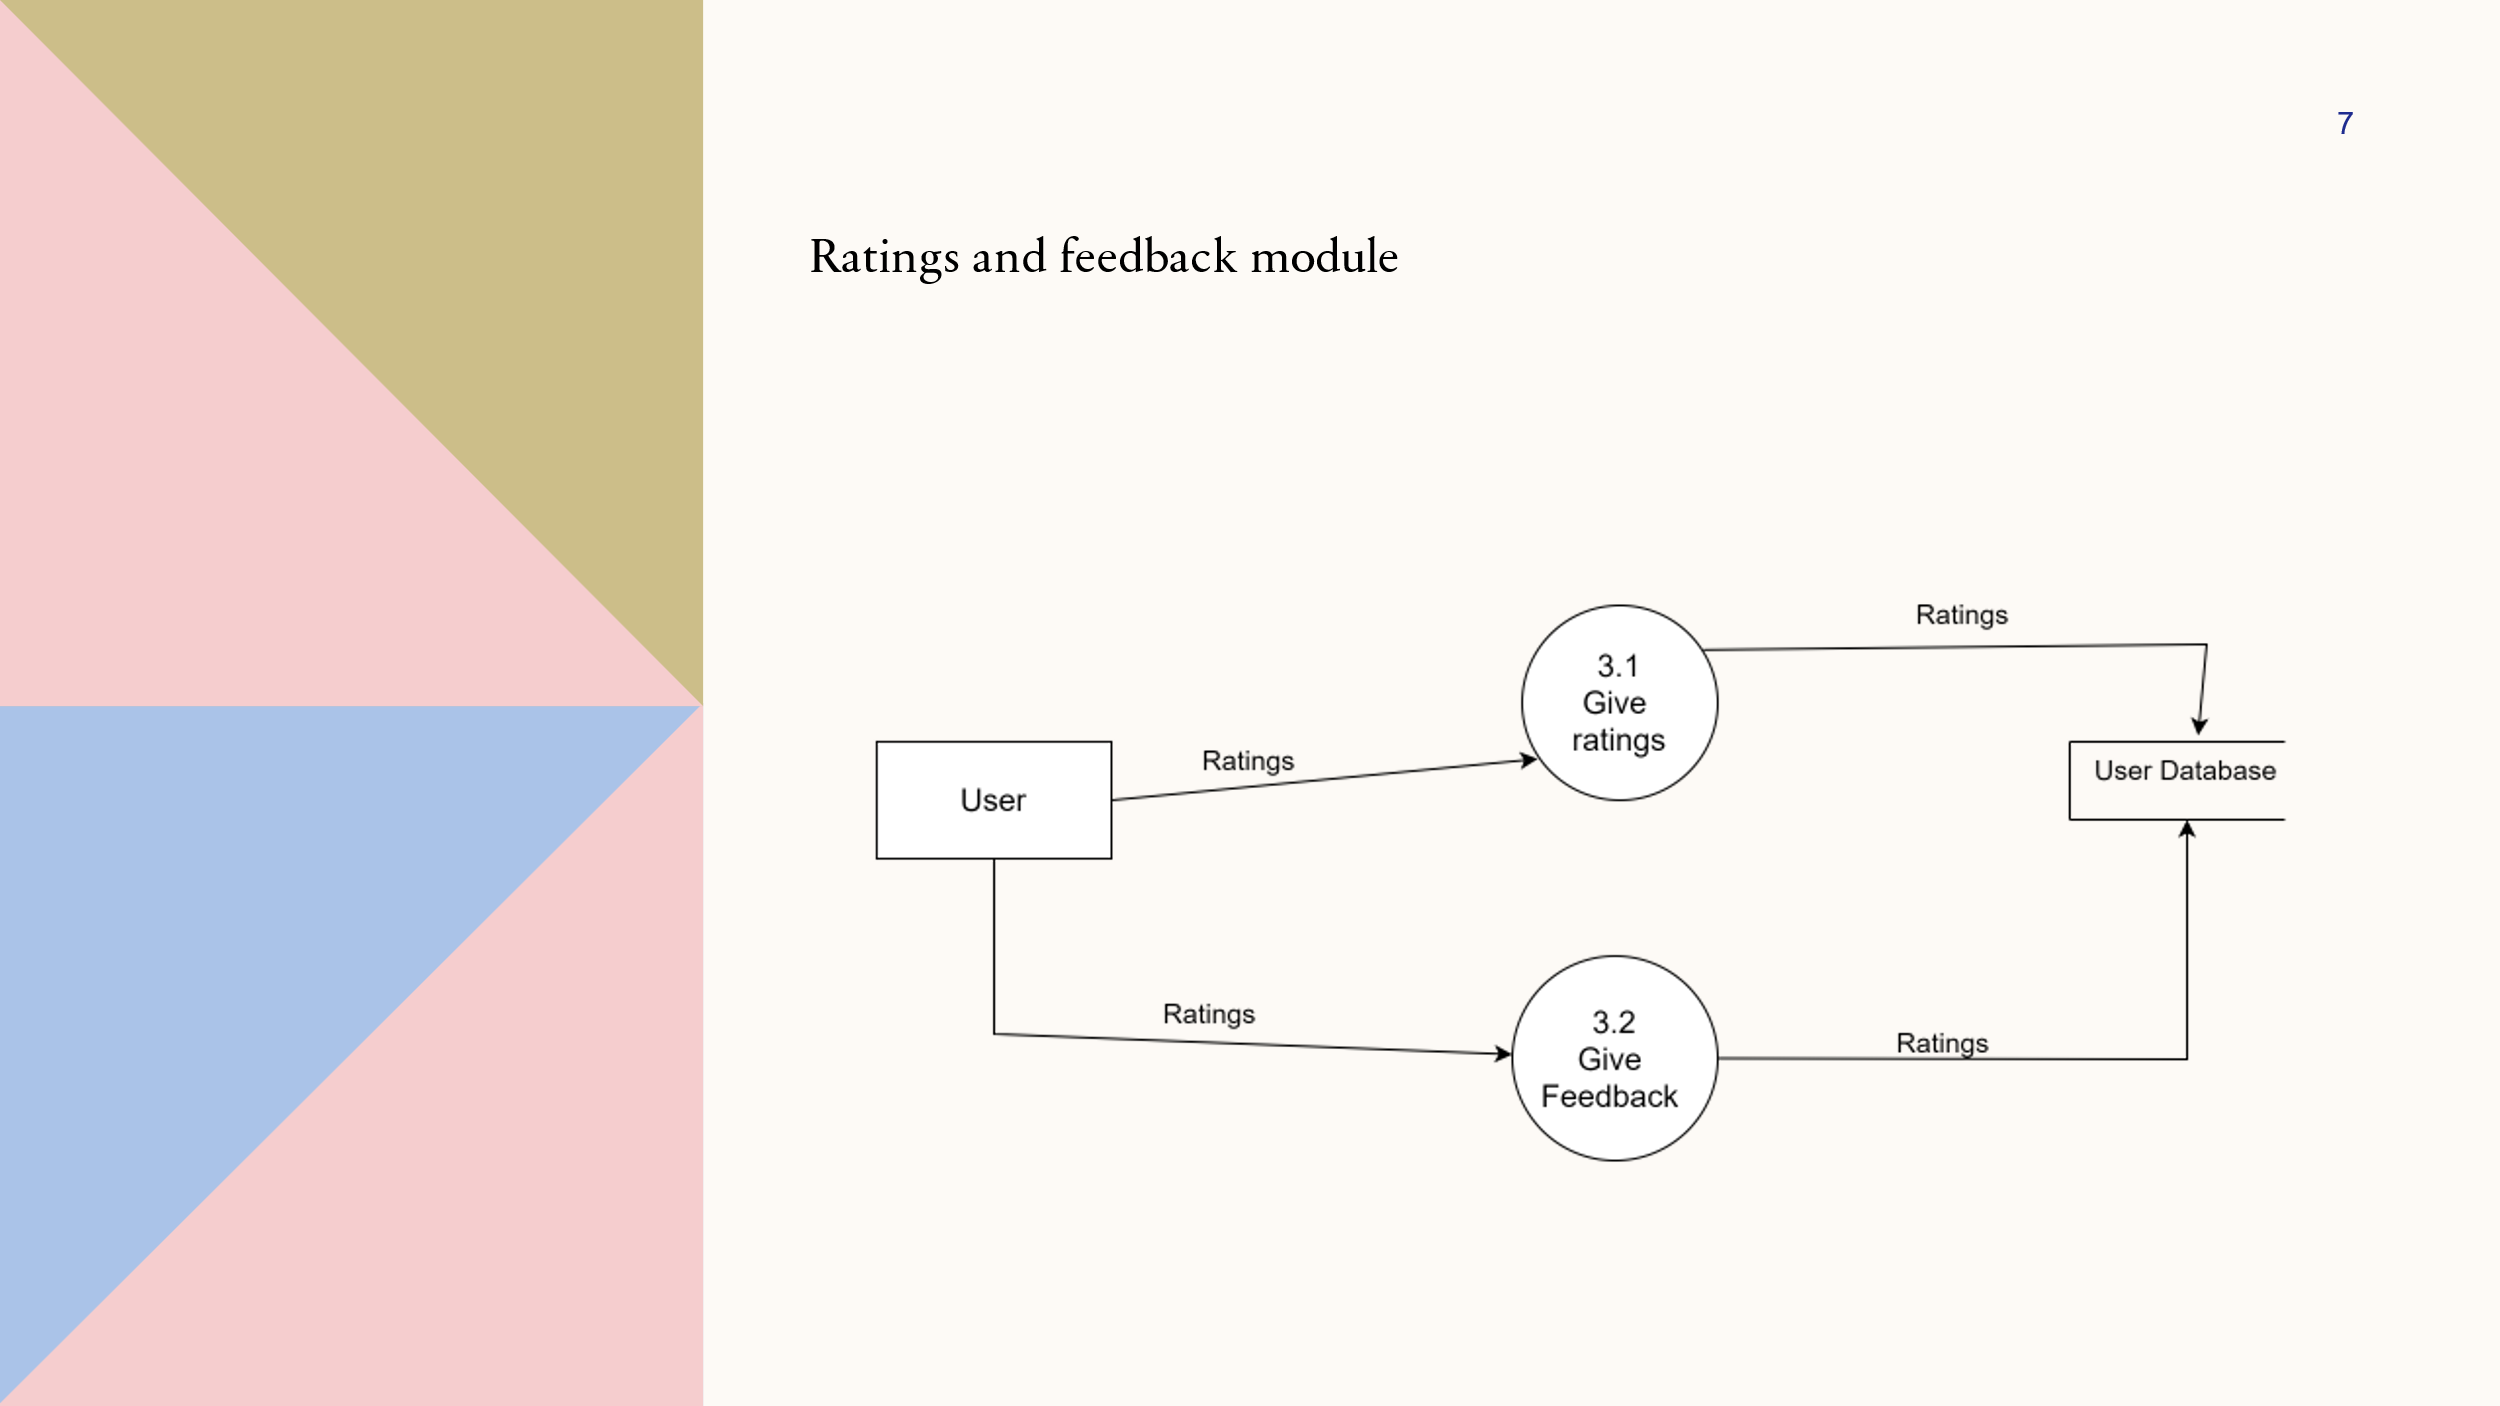 7
Ratings and feedback module
Ratings
3.1
Give
ratings
Ratings
User
User Database
Ratings
3.2
Give
Feedback
Ratings